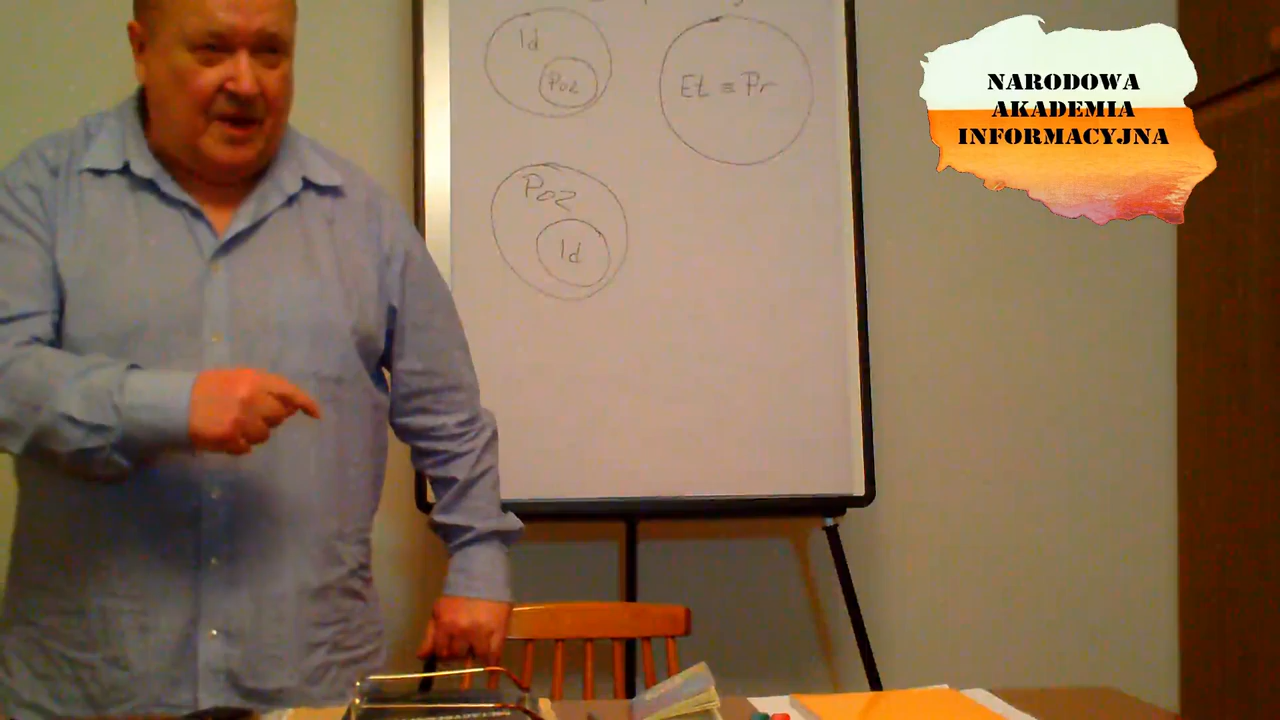 Id
Poz
Et ≡ Pr
Poz
Id
NARODOWA
AKADEMIA
INFORMACYJNA